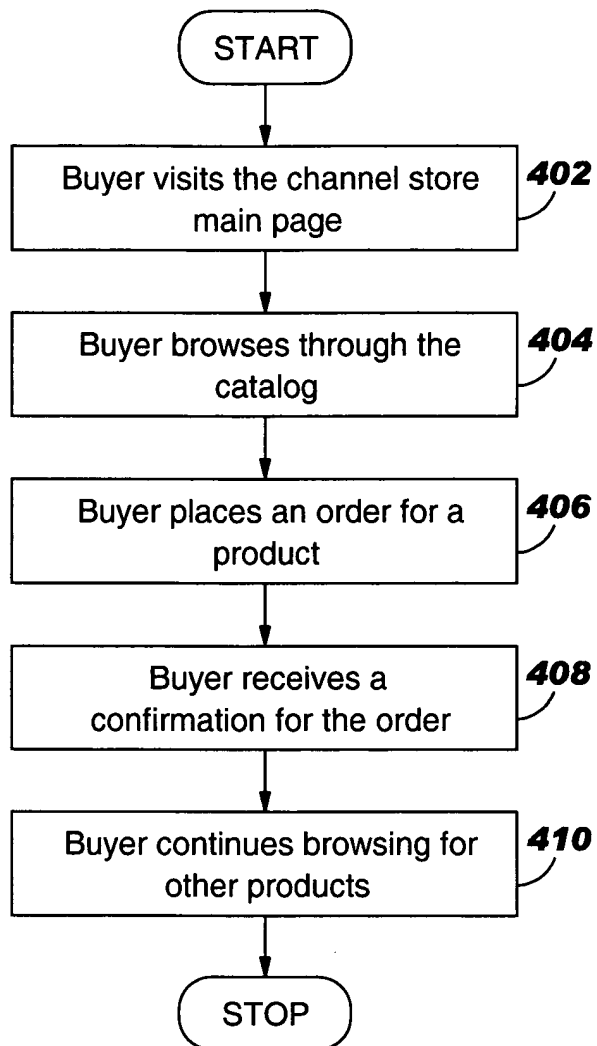 START
Buyer visits the channel store
main page
402
Buyer browses through the
catalog
404
Buyer places an order for a
product
406
Buyer receives a
confirmation for the order
408
Buyer continues browsing for
other products
410
STOP